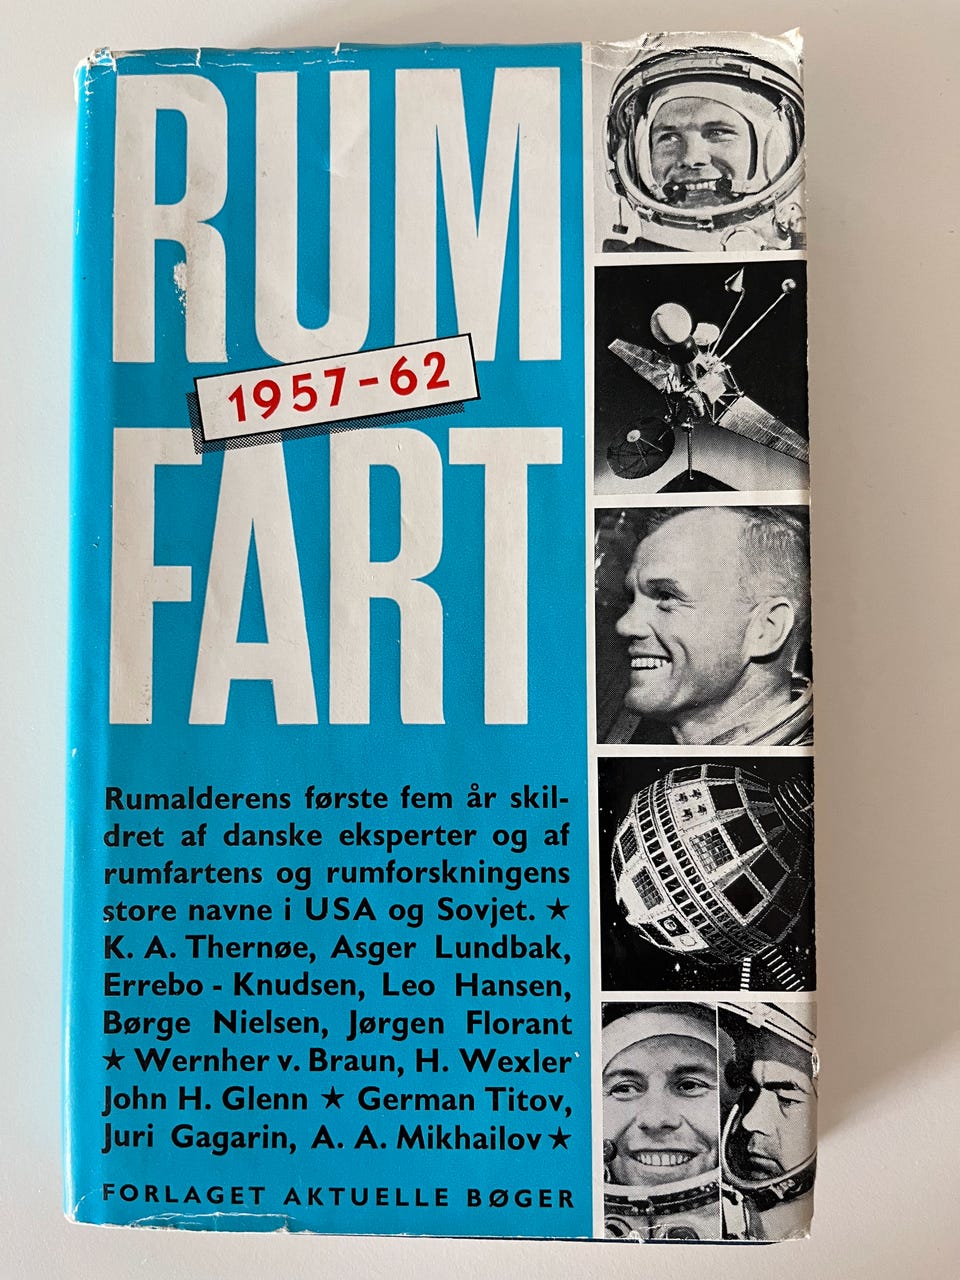 RUM
1957-62
FART
Rumalderens første fem år skil-
dret af danske eksperter og af
rumfartens og rumforskningens
store navne i USA og Sovjet. ★
K. A. Thernøe, Asger Lundbak,
Errebo - Knudsen, Leo Hansen,
Børge Nielsen, Jørgen Florant
★ Wernher v. Braun, H. Wexler
John H. Glenn ★ German Titov,
Juri Gagarin, A. A. Mikhailov ★
FORLAGET AKTUELLE BØGER